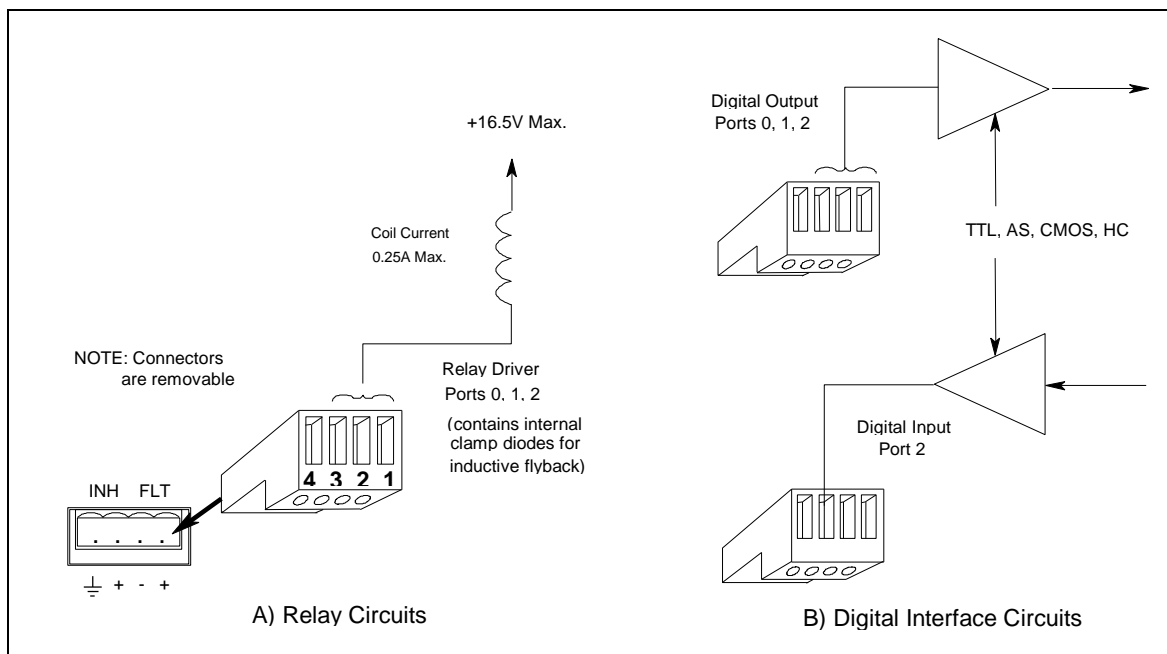 +16.5V Max.
Coil Current
0.25A Max.
NOTE: Connectors
are removable
Relay Driver
Ports 0, 1, 2
(contains internal
clamp diodes for
inductive flyback)
4 3 2 1
INH FLT
+ - +
A) Relay Circuits
Digital Output
Ports 0, 1, 2
TTL, AS, CMOS, HC
Digital Input
Port 2
B) Digital Interface Circuits